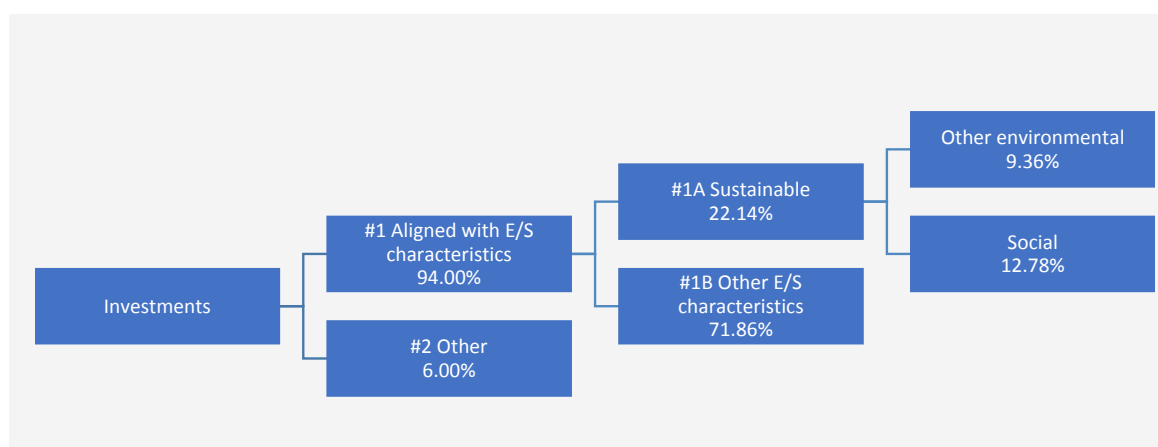 Investments
#1 Aligned with E/S
characteristics
94.00%
#2 Other
6.00%
#1A Sustainable
22.14%
#1B Other E/S
characteristics
71.86%
Other environmental
9.36%
Social
12.78%